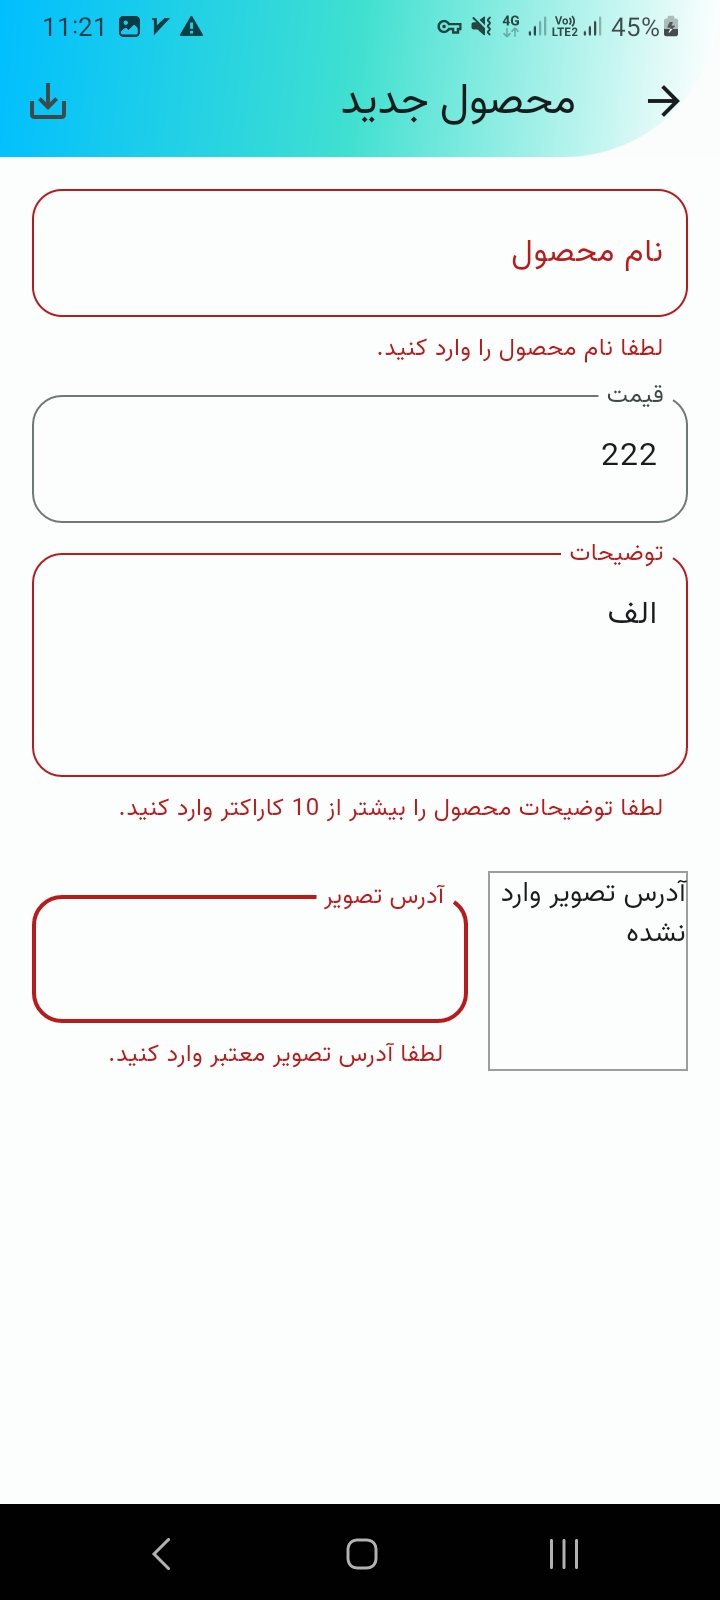 11:21
4G
Vo))
LTE2
45%
محصول جدید
نام محصول
لطفا نام محصول را وارد کنید.
قیمت
222
توضیحات
الف
لطفا توضیحات محصول را بیشتر از 10 کاراکتر وارد کنید.
آدرس تصویر وارد
نشده
آدرس تصویر
لطفا آدرس تصویر معتبر وارد کنید.